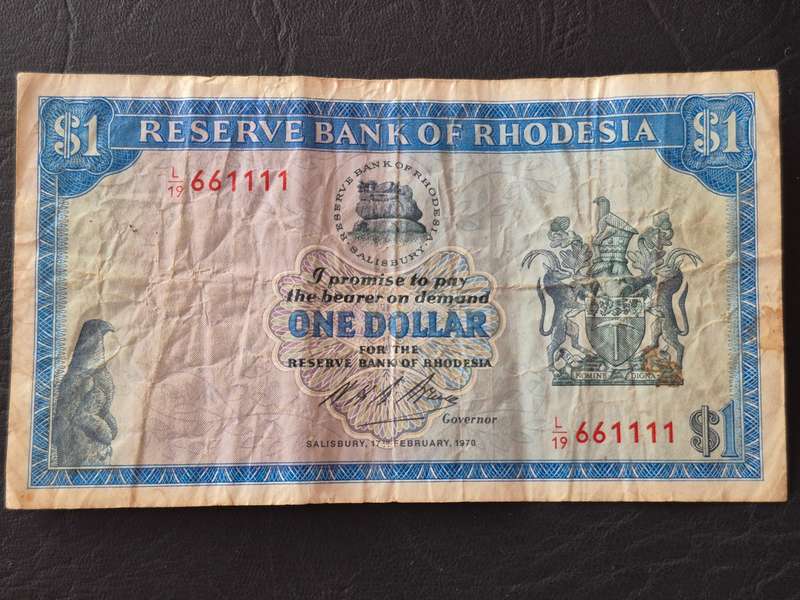 $1 RESERVE BANK OF RHODESIA $1
L/19 661111
RESERVE BANK OF RHODESIA
SALISBURY
I promise to pay
the bearer on demand
ONE DOLLAR
FOR THE
RESERVE BANK OF RHODESIA
Governor
SALISBURY, 17TH FEBRUARY, 1970
L/19 661111 $1